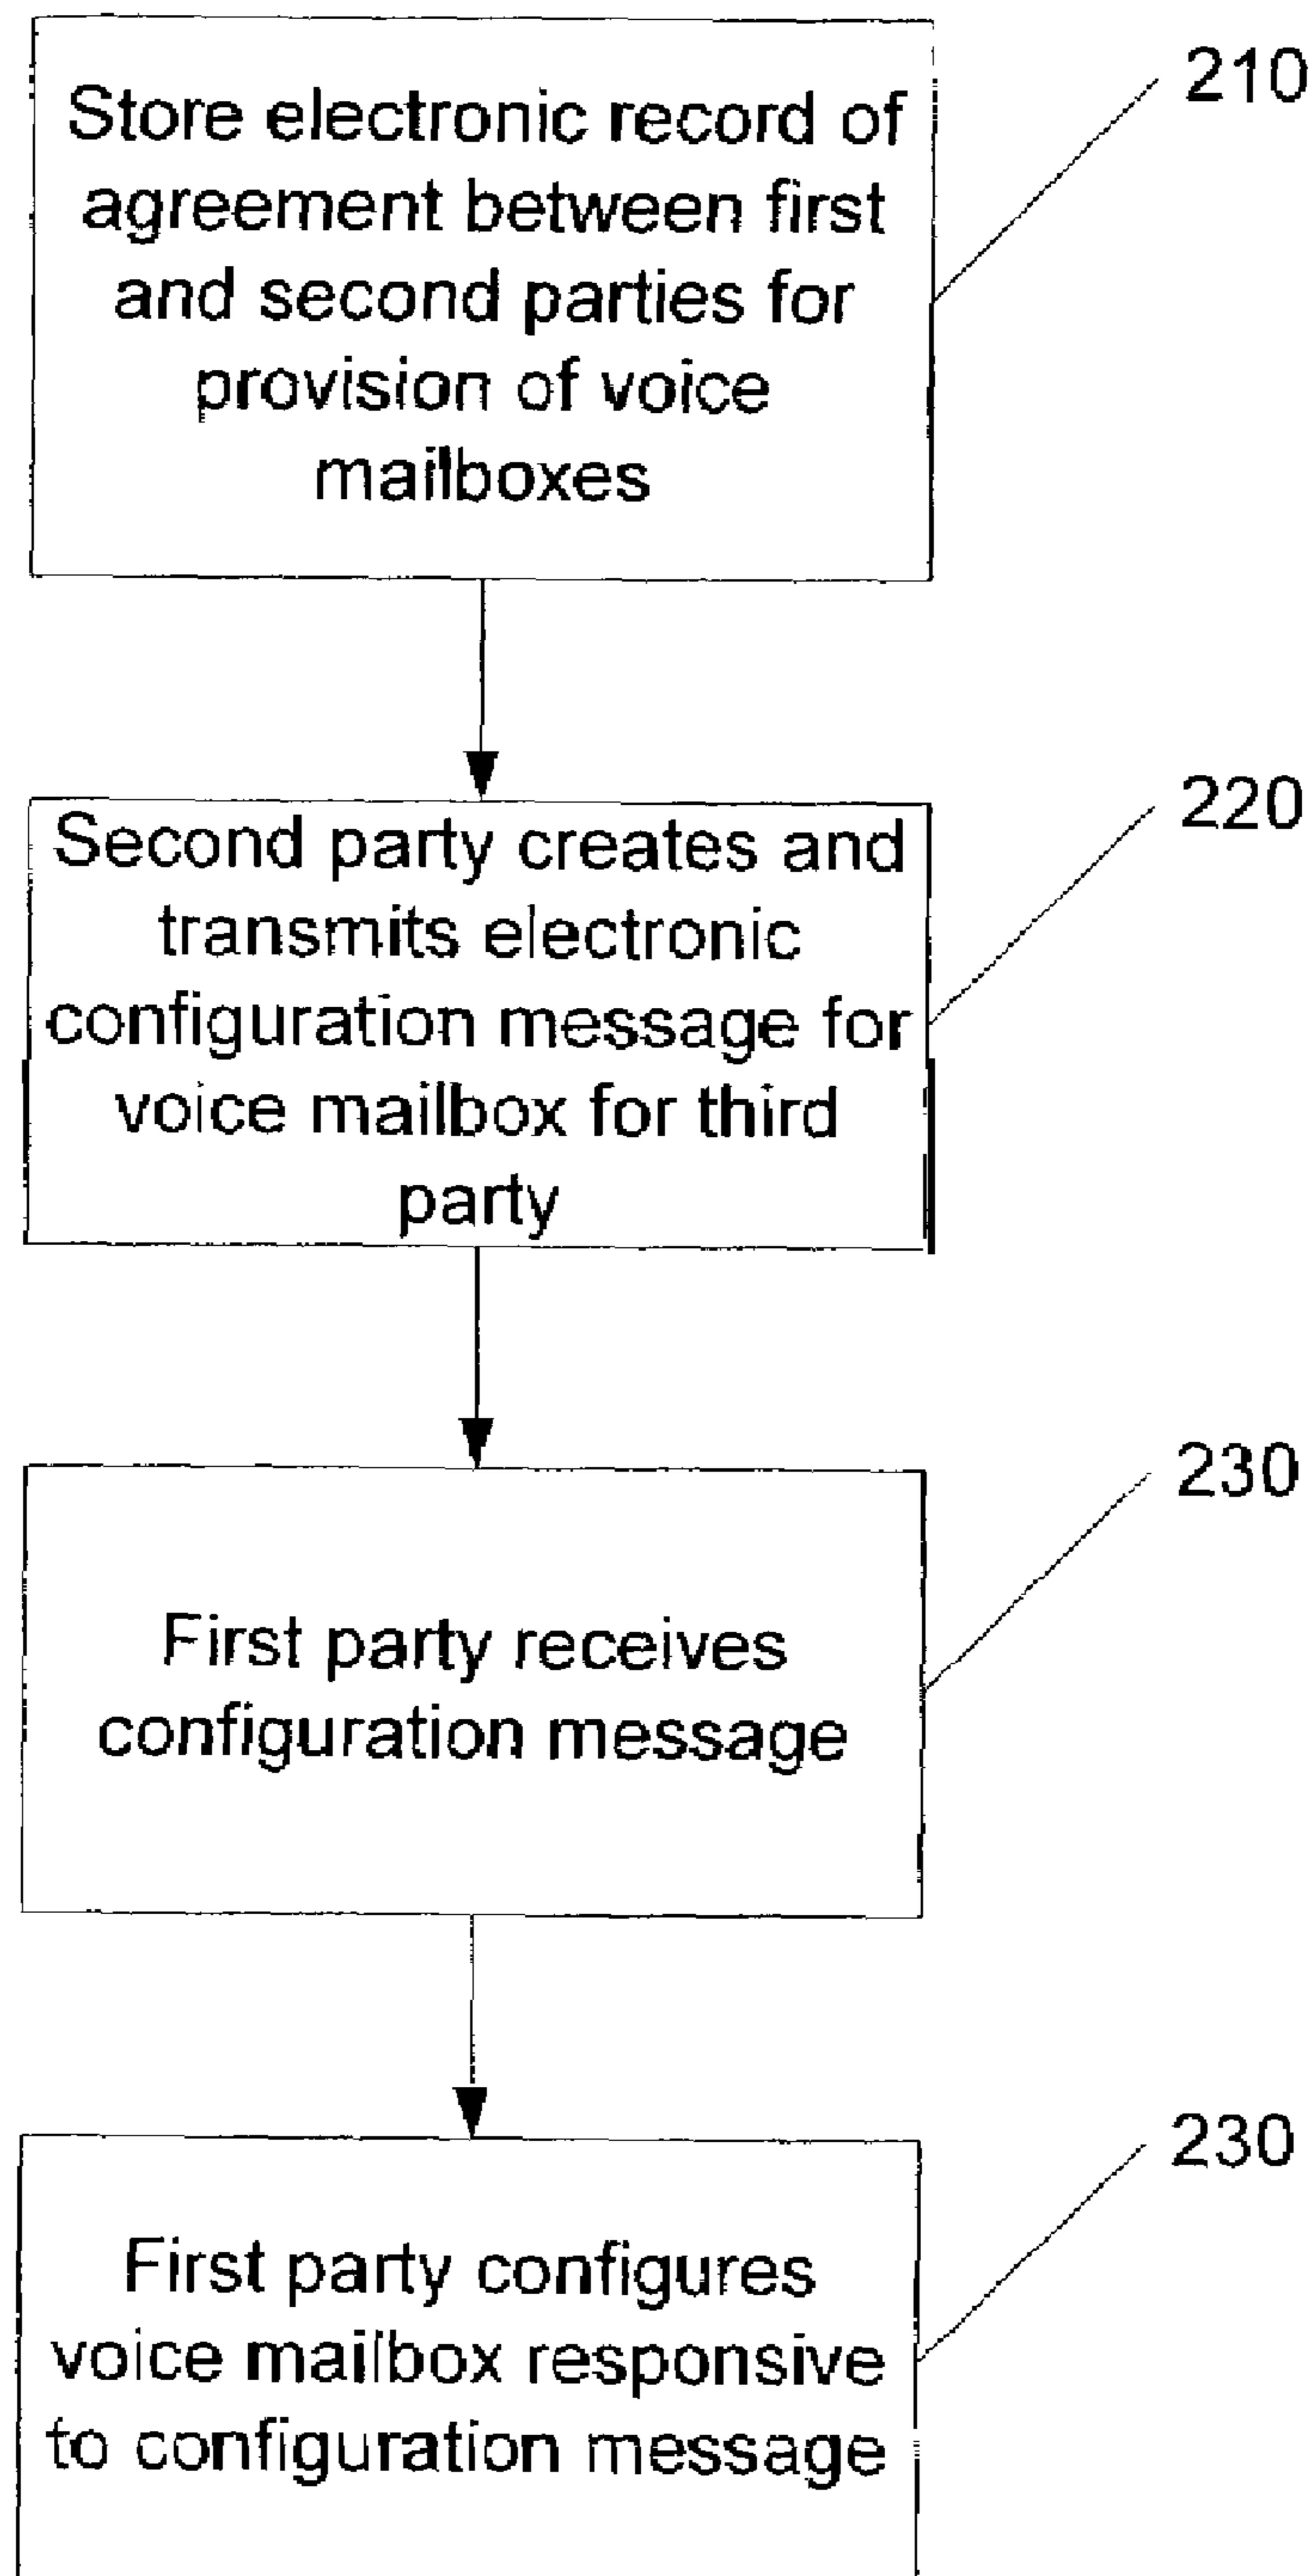 Store electronic record of
agreement between first
and second parties for
provision of voice
mailboxes
210
Second party creates and
transmits electronic
configuration message for
voice mailbox for third
party
220
First party receives
configuration message
230
First party configures
voice mailbox responsive
to configuration message
230